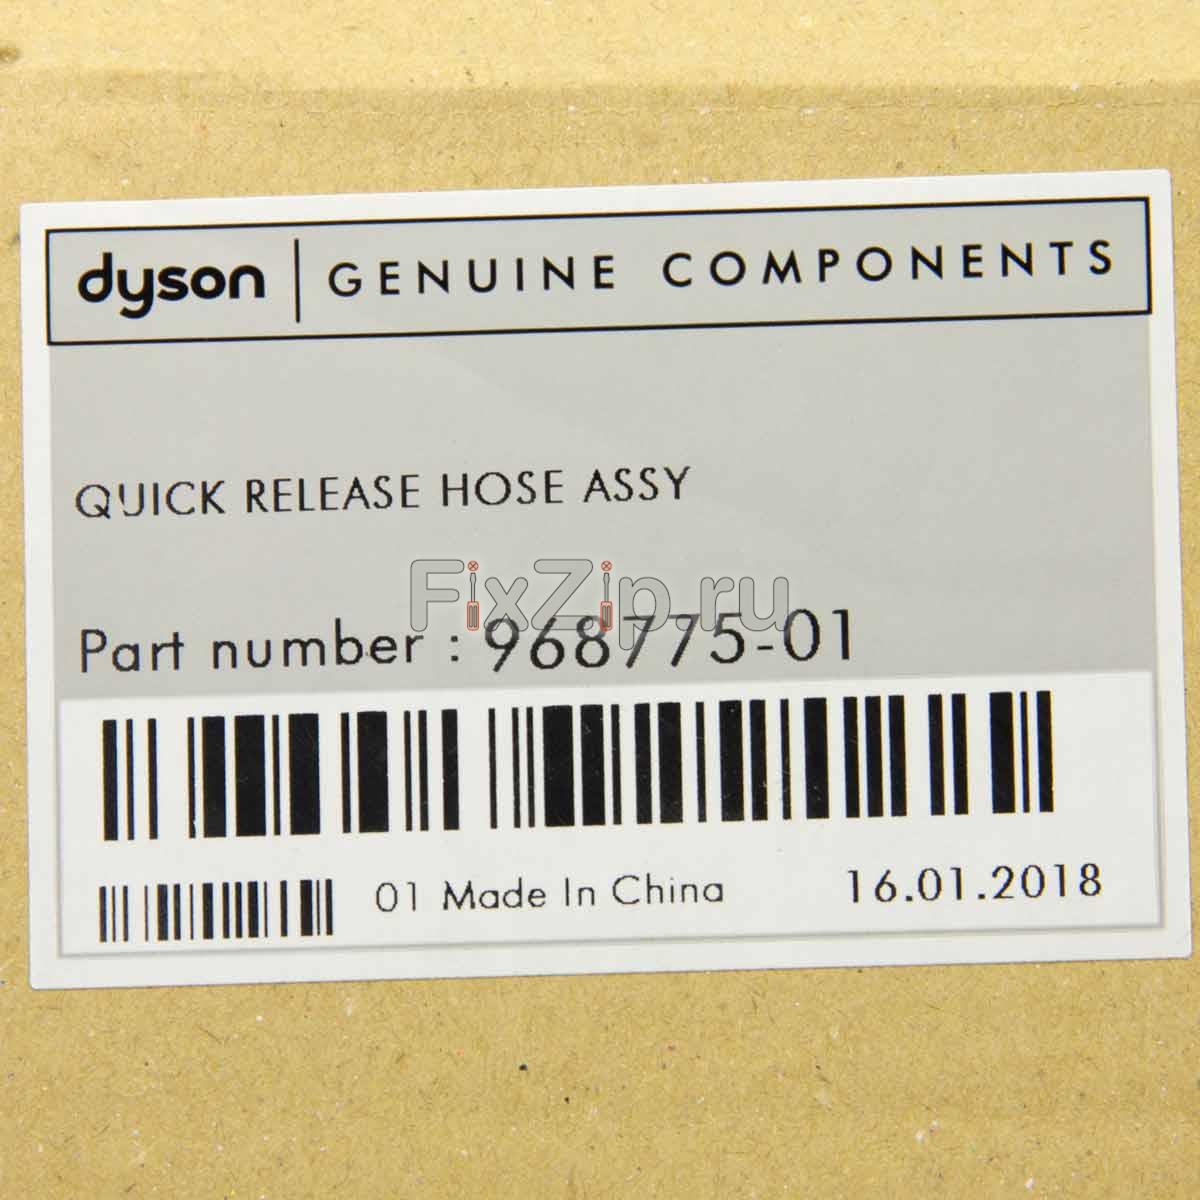 dyson | GENUINE COMPONENTS
QUICK RELEASE HOSE ASSY
FixZip.ru
Part number : 968775-01
01 Made In China 16.01.2018